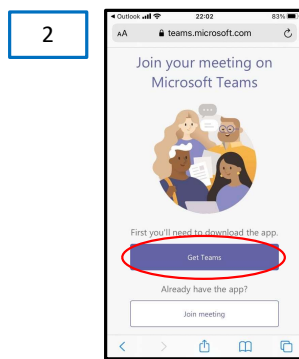 2
Outlook 22:02 83%
AA teams.microsoft.com
Join your meeting on
Microsoft Teams
First you'll need to download the app.
Get Teams
Already have the app?
Join meeting